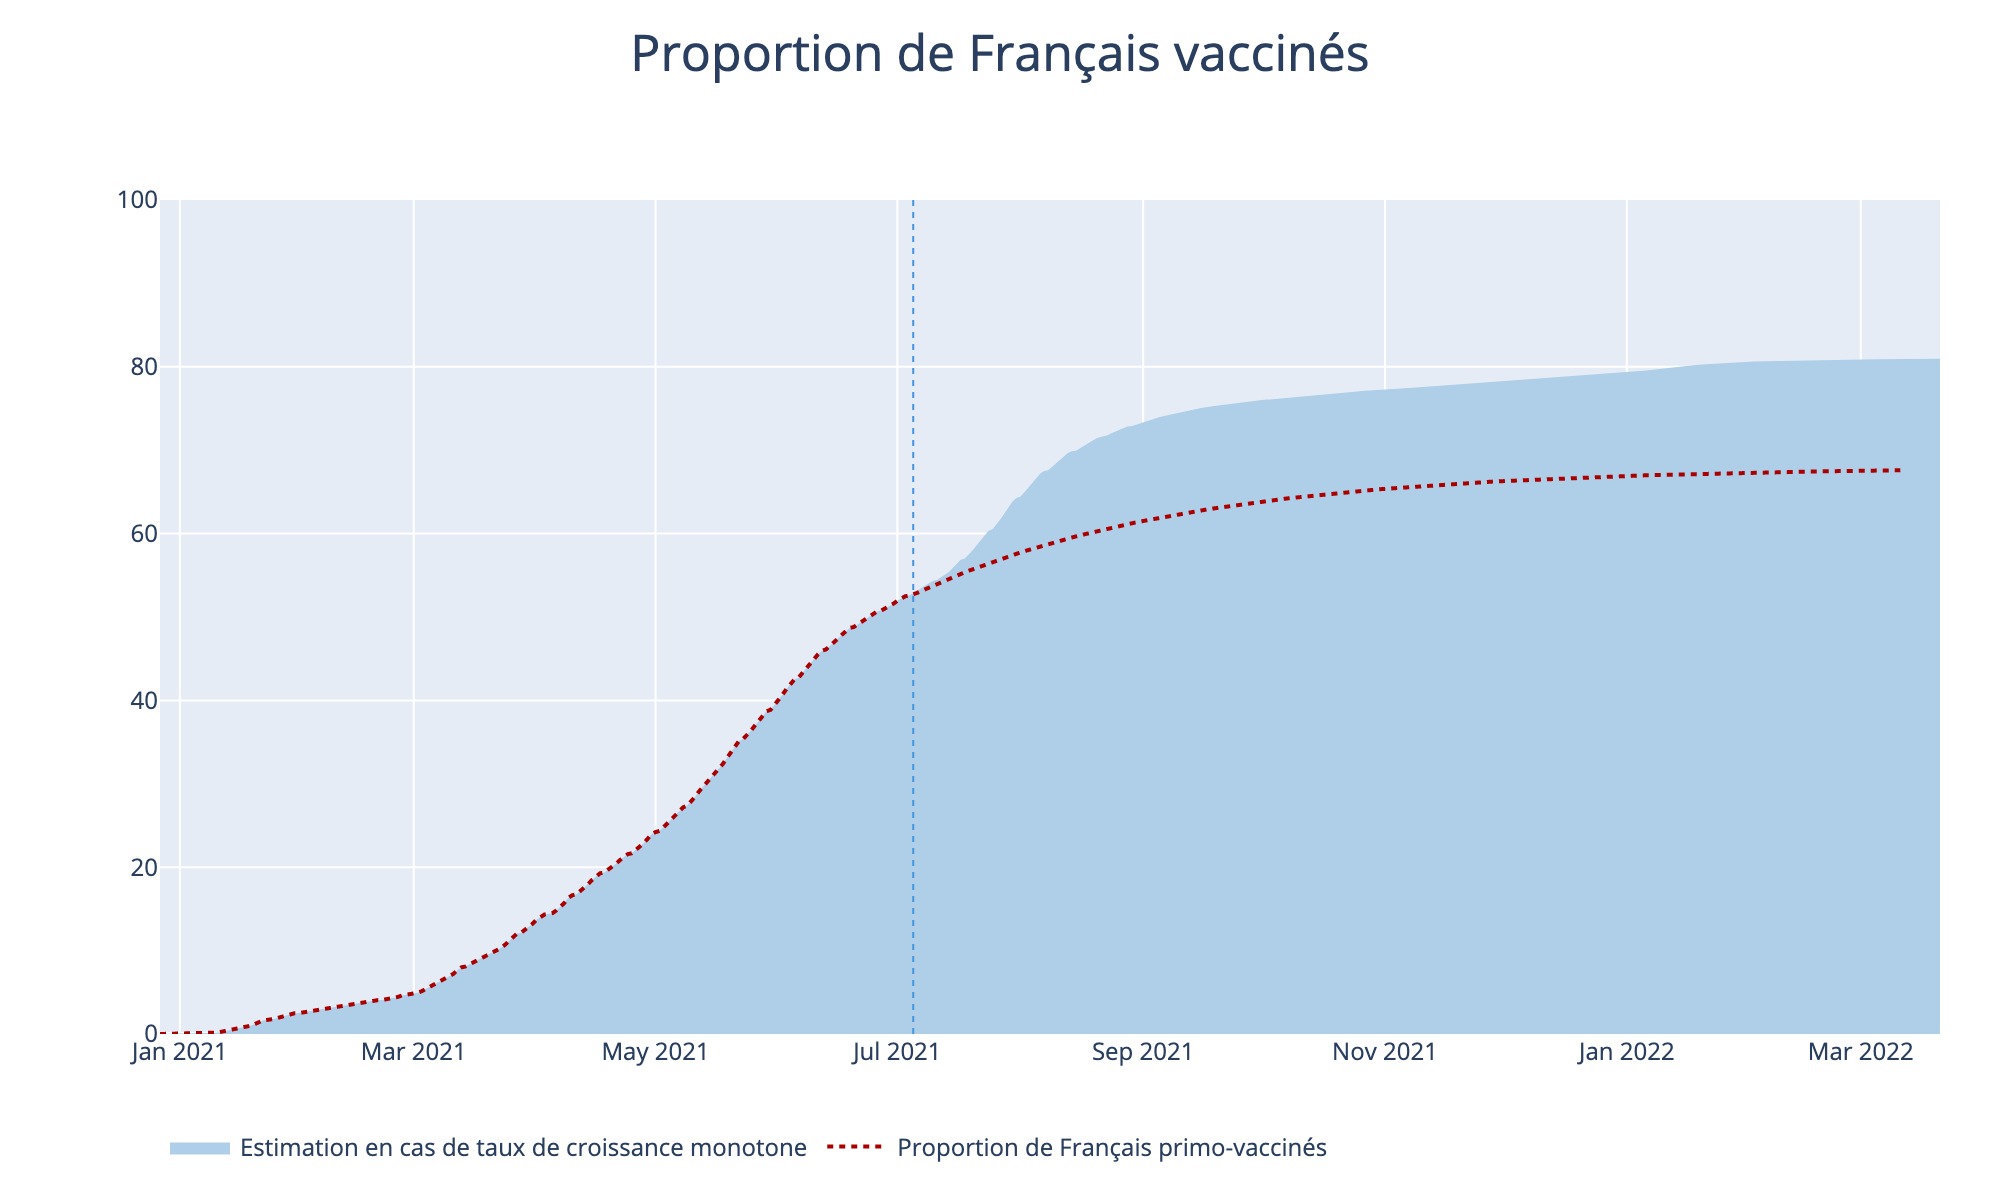 Proportion de Français vaccinés
100
80
60
40
20
0
Jan 2021 Mar 2021 May 2021 Jul 2021 Sep 2021 Nov 2021 Jan 2022 Mar 2022
Estimation en cas de taux de croissance monotone Proportion de Français primo-vaccinés